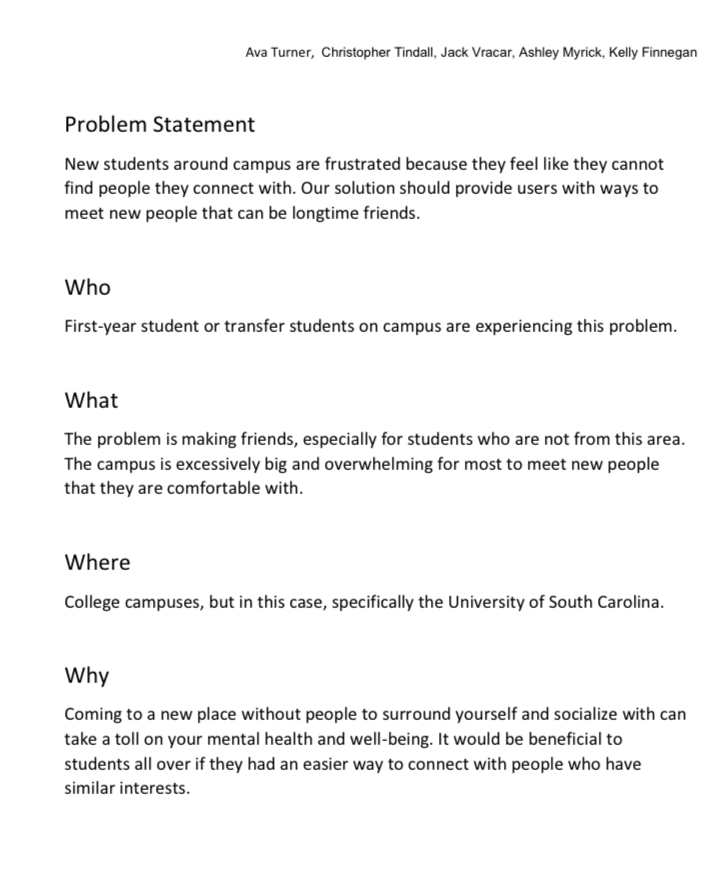 Ava Turner, Christopher Tindall, Jack Vracar, Ashley Myrick, Kelly Finnegan
Problem Statement
New students around campus are frustrated because they feel like they cannot
find people they connect with. Our solution should provide users with ways to
meet new people that can be longtime friends.
Who
First-year student or transfer students on campus are experiencing this problem.
What
The problem is making friends, especially for students who are not from this area.
The campus is excessively big and overwhelming for most to meet new people
that they are comfortable with.
Where
College campuses, but in this case, specifically the University of South Carolina.
Why
Coming to a new place without people to surround yourself and socialize with can
take a toll on your mental health and well-being. It would be beneficial to
students all over if they had an easier way to connect with people who have
similar interests.